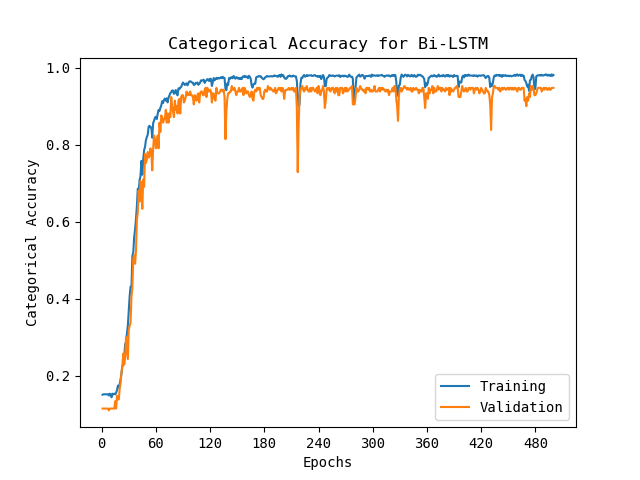 Categorical Accuracy for Bi-LSTM
1.0
0.8
0.6
0.4
0.2
Categorical Accuracy
0 60 120 180 240 300 360 420 480
Epochs
Training
Validation